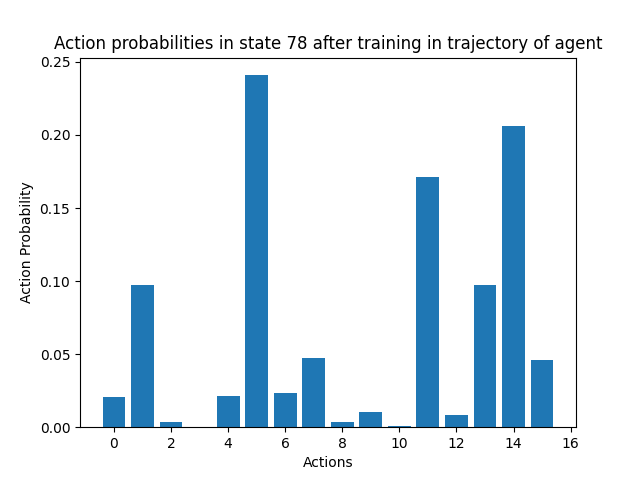 Action probabilities in state 78 after training in trajectory of agent
0.25
0.20
0.15
0.10
0.05
0.00
Action Probability
0 2 4 6 8 10 12 14 16
Actions